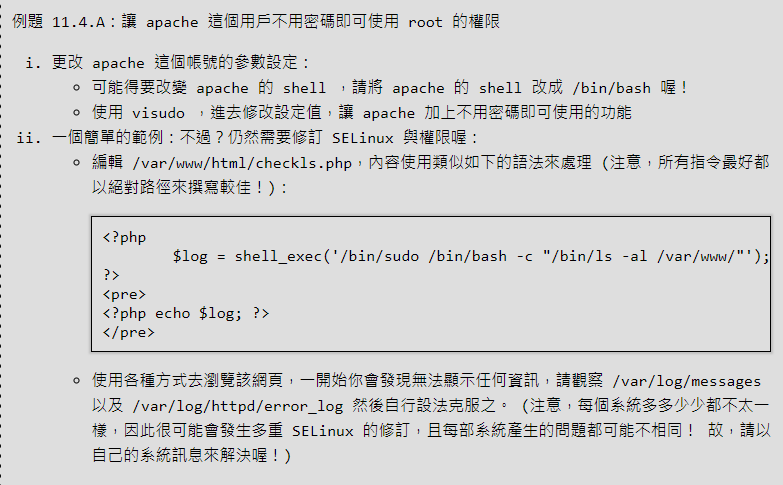 例題 11.4.A：讓 apache 這個用戶不用密碼即可使用 root 的權限
i. 更改 apache 這個帳號的參數設定：
可能得要改變 apache 的 shell ，請將 apache 的 shell 改成 /bin/bash 喔！
使用 visudo ，進去修改設定值，讓 apache 加上不用密碼即可使用的功能
ii. 一個簡單的範例：不過？仍然需要修訂 SELinux 與權限喔：
編輯 /var/www/html/checkls.php，內容使用類似如下的語法來處理 (注意，所有指令最好都
以絕對路徑來撰寫較佳！)：
<?php
$log = shell_exec('/bin/sudo /bin/bash -c "/bin/ls -al /var/www/"');
?>
<pre>
<?php echo $log; ?>
</pre>
使用各種方式去瀏覽該網頁，一開始你會發現無法顯示任何資訊，請觀察 /var/log/messages
以及 /var/log/httpd/error_log 然後自行設法克服之。 (注意，每個系統多多少少都不太一
樣，因此很可能會發生多重 SELinux 的修訂，且每部系統產生的問題都可能不相同！ 故，請以
自己的系統訊息來解決喔！)